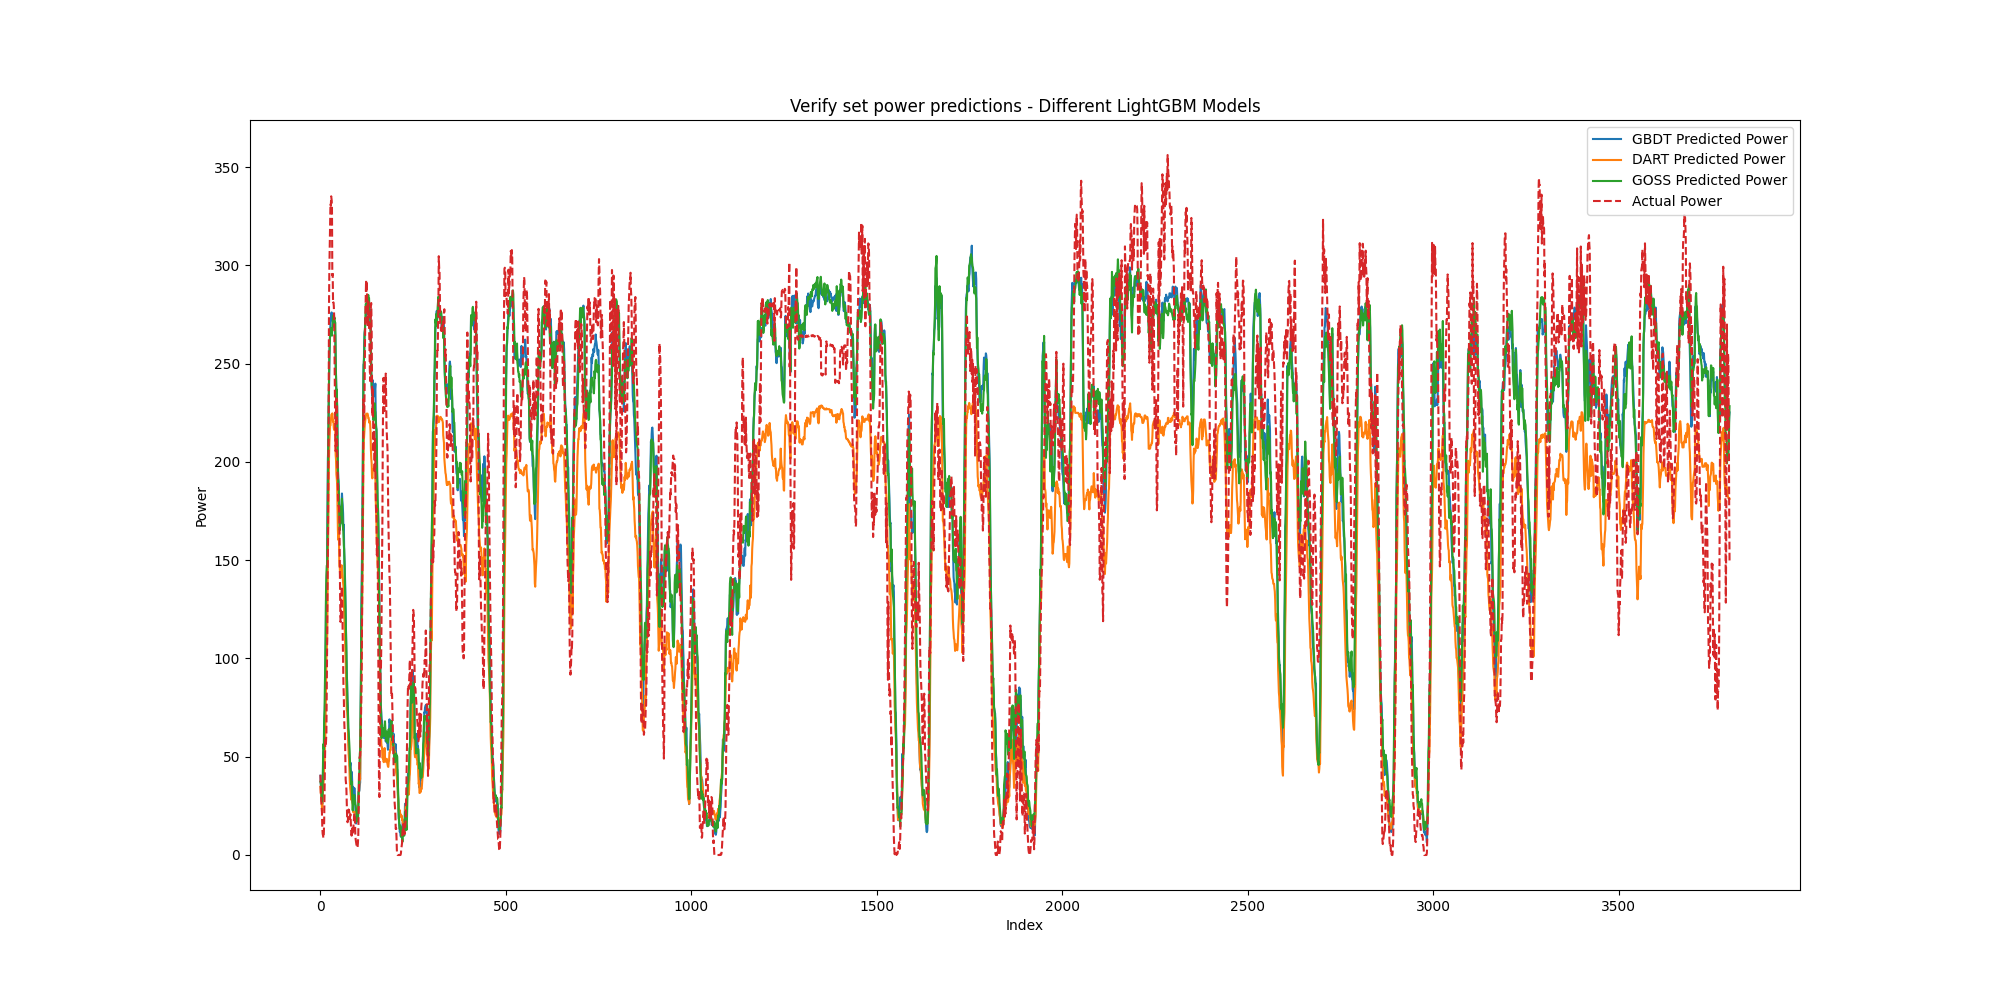 Verify set power predictions - Different LightGBM Models
GBDT Predicted Power
DART Predicted Power
GOSS Predicted Power
Actual Power
350
300
250
200
150
100
50
0
Power
0 500 1000 1500 2000 2500 3000 3500
Index